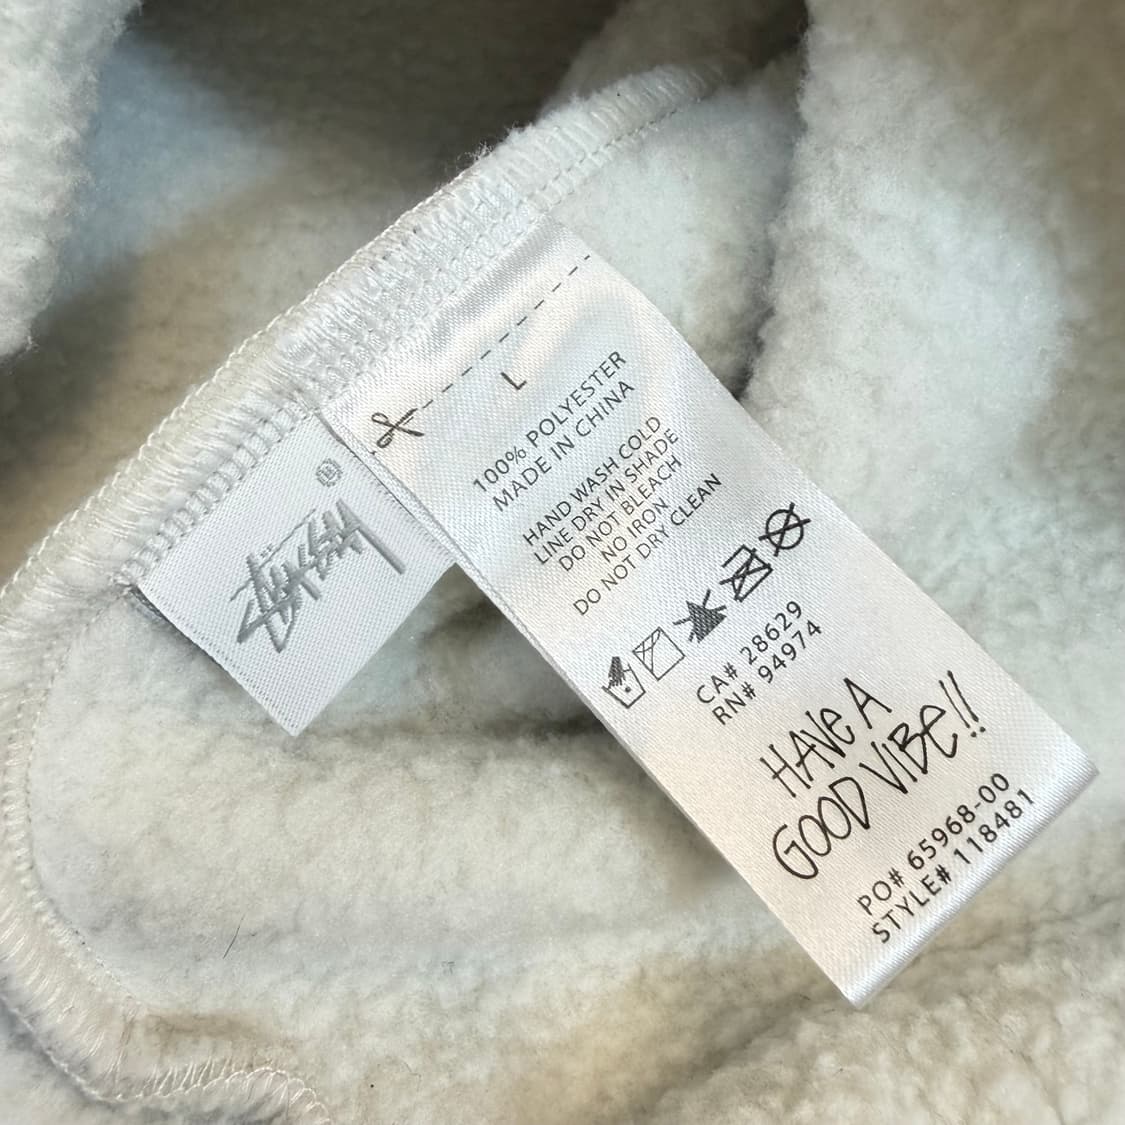 Stüssy ®
L
100% POLYESTER
MADE IN CHINA
HAND WASH COLD
LINE DRY IN SHADE
DO NOT BLEACH
NO IRON
DO NOT DRY CLEAN
CA# 28629
RN# 94974
HAVE A
GOOD VIBE!!
PO# 65968-00
STYLE# 118481